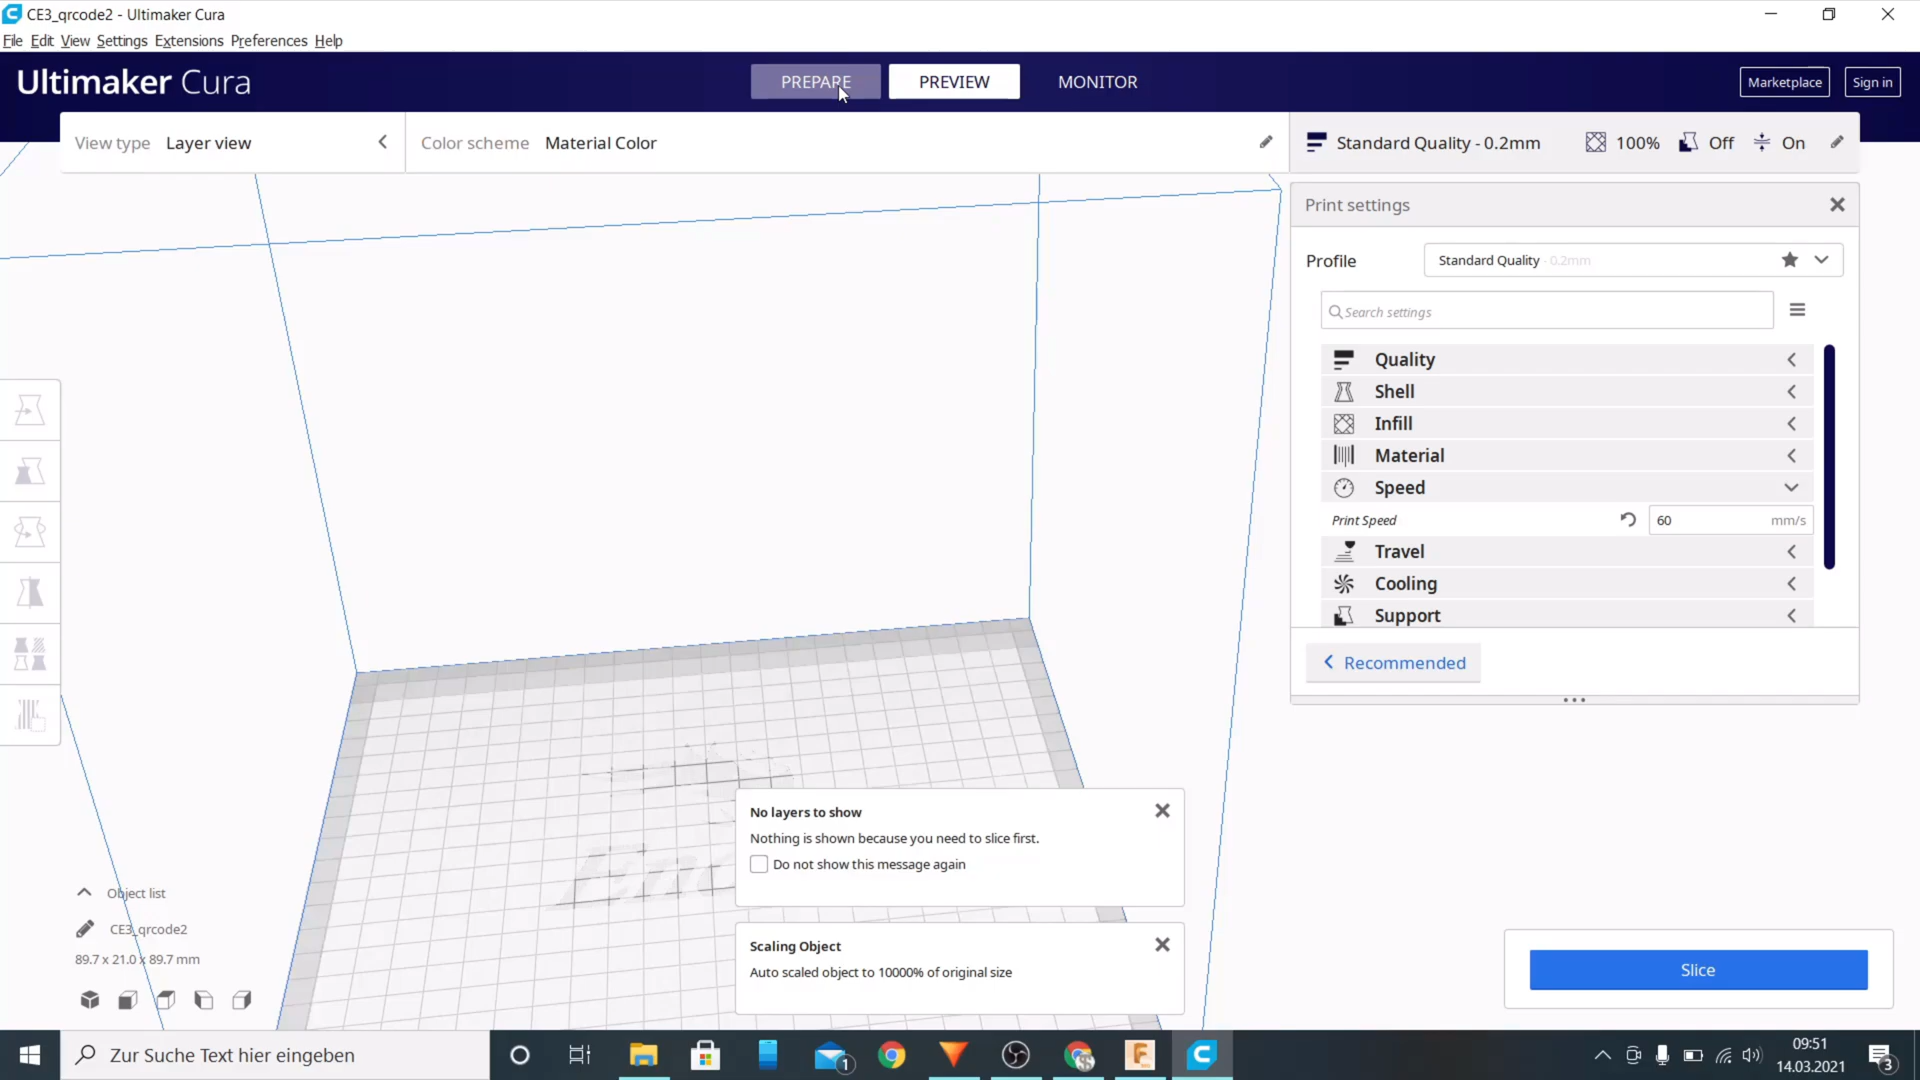 CE3_qrcode2 - Ultimaker Cura
File Edit View Settings Extensions Preferences Help
Ultimaker Cura
PREPARE
PREVIEW
MONITOR
Marketplace
Sign in
View type Layer view
Color scheme Material Color
Standard Quality - 0.2mm
100%
Off
On
Print settings
Profile
Standard Quality - 0.2mm
Search settings
Quality
Shell
Infill
Material
Speed
Print Speed
60 mm/s
Travel
Cooling
Support
Recommended
No layers to show
Nothing is shown because you need to slice first.
Do not show this message again
Scaling Object
Auto scaled object to 10000% of original size
Object list
CE3_qrcode2
89.7 x 21.0 x 89.7 mm
Slice
Zur Suche Text hier eingeben
1
09:51
14.03.2021
3